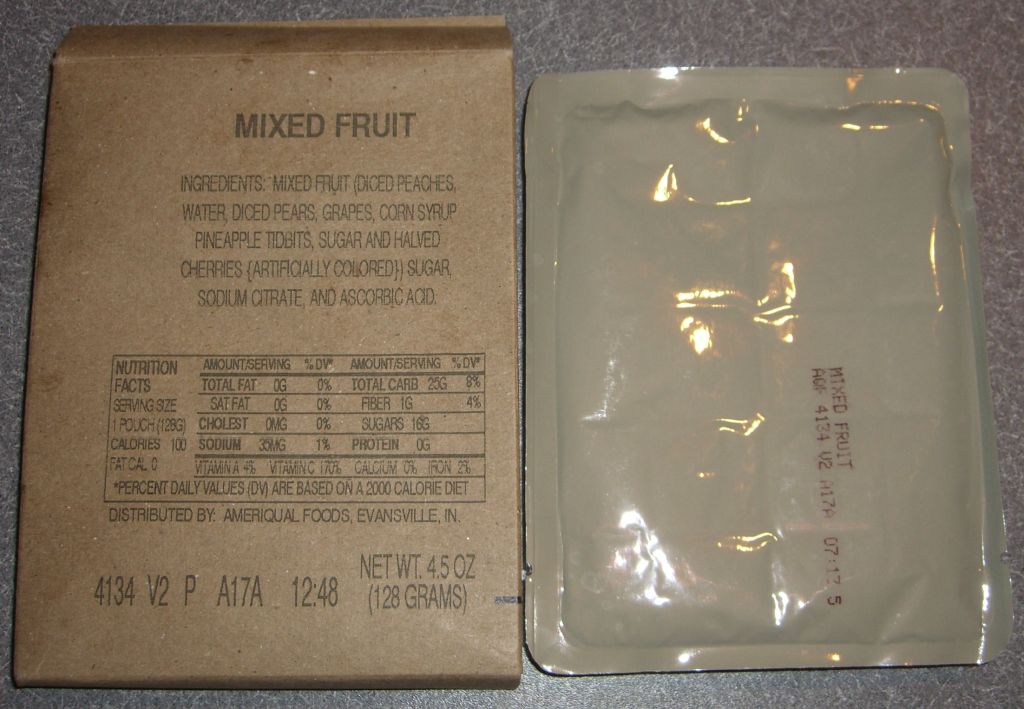 MIXED FRUIT
INGREDIENTS: MIXED FRUIT (DICED PEACHES,
WATER, DICED PEARS, GRAPES, CORN SYRUP
PINEAPPLE TIDBITS, SUGAR AND HALVED
CHERRIES {ARTIFICIALLY COLORED}) SUGAR,
SODIUM CITRATE, AND ASCORBIC ACID.
NUTRITION FACTS
SERVING SIZE
1 POUCH (128G)
CALORIES 100
FAT CAL 0
AMOUNT/SERVING % DV* AMOUNT/SERVING % DV*
TOTAL FAT 0G 0% TOTAL CARB 25G 8%
SAT FAT 0G 0% FIBER 1G 4%
CHOLEST 0MG 0% SUGARS 16G
SODIUM 35MG 1% PROTEIN 0G
VITAMIN A 4% VITAMIN C 170% CALCIUM 0% IRON 2%
*PERCENT DAILY VALUES (DV) ARE BASED ON A 2000 CALORIE DIET
DISTRIBUTED BY: AMERIQUAL FOODS, EVANSVILLE, IN.
NET WT. 4.5 OZ
4134 V2 P A17A 12:48 (128 GRAMS)
MIXED FRUIT
4134 V2 A17A 07:13 5